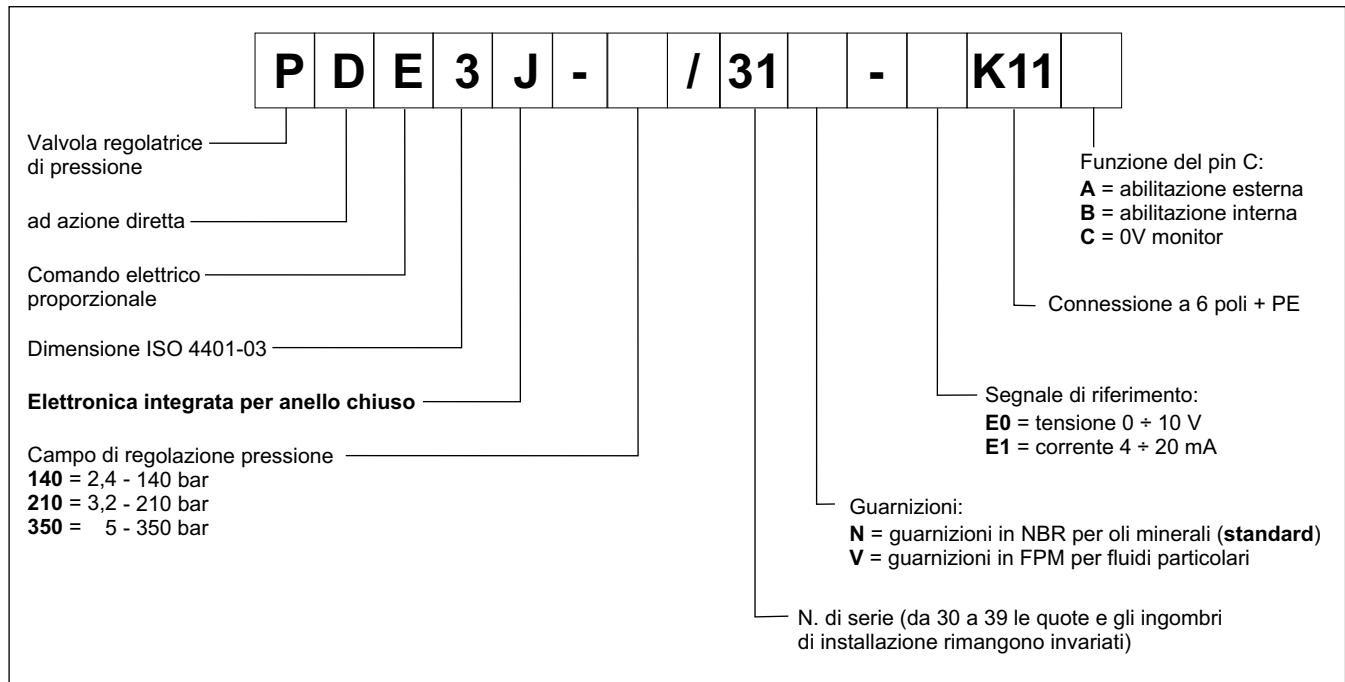 P D E 3 J - / 31 - K11
Valvola regolatrice
di pressione
ad azione diretta
Comando elettrico
proporzionale
Dimensione ISO 4401-03
Elettronica integrata per anello chiuso
Campo di regolazione pressione
140 = 2,4 - 140 bar
210 = 3,2 - 210 bar
350 = 5 - 350 bar
Funzione del pin C:
A = abilitazione esterna
B = abilitazione interna
C = 0V monitor
Connessione a 6 poli + PE
Segnale di riferimento:
E0 = tensione 0 ÷ 10 V
E1 = corrente 4 ÷ 20 mA
Guarnizioni:
N = guarnizioni in NBR per oli minerali (standard)
V = guarnizioni in FPM per fluidi particolari
N. di serie (da 30 a 39 le quote e gli ingombri
di installazione rimangono invariati)